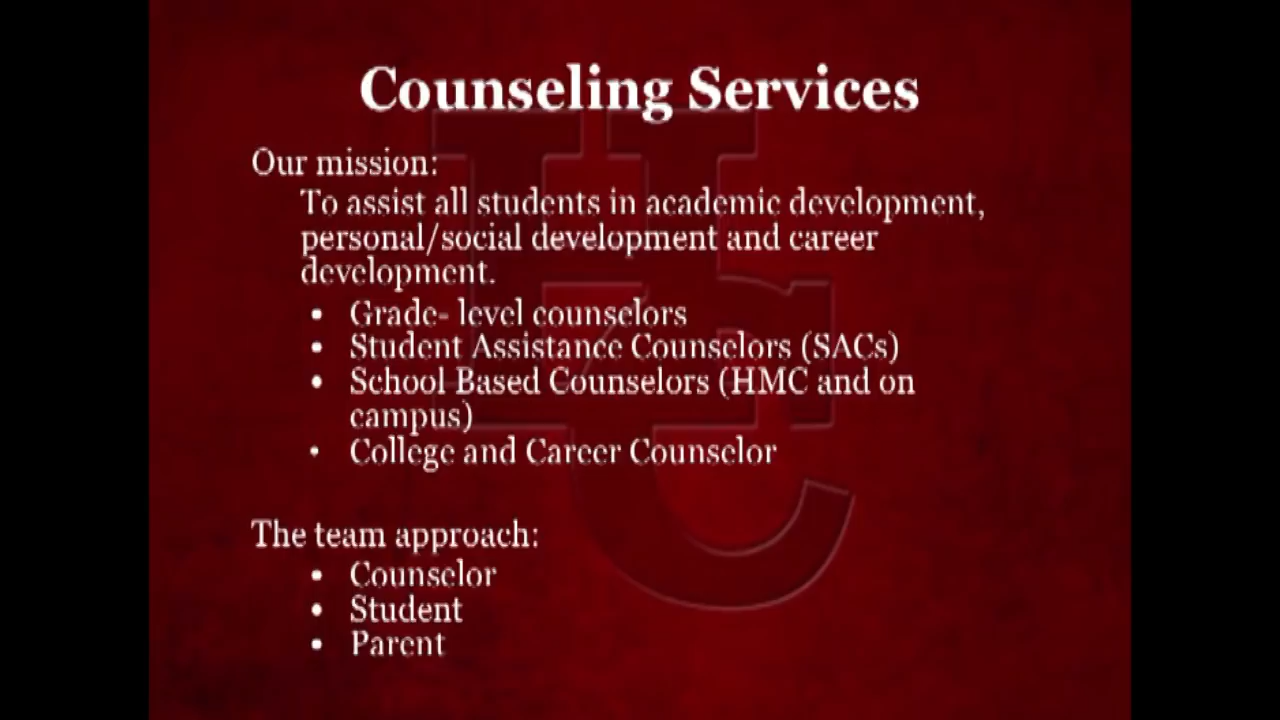 Counseling Services
Our mission:
To assist all students in academic development,
personal/social development and career
development.
• Grade- level counselors
• Student Assistance Counselors (SACs)
• School Based Counselors (HMC and on
campus)
• College and Career Counselor
The team approach:
• Counselor
• Student
• Parent